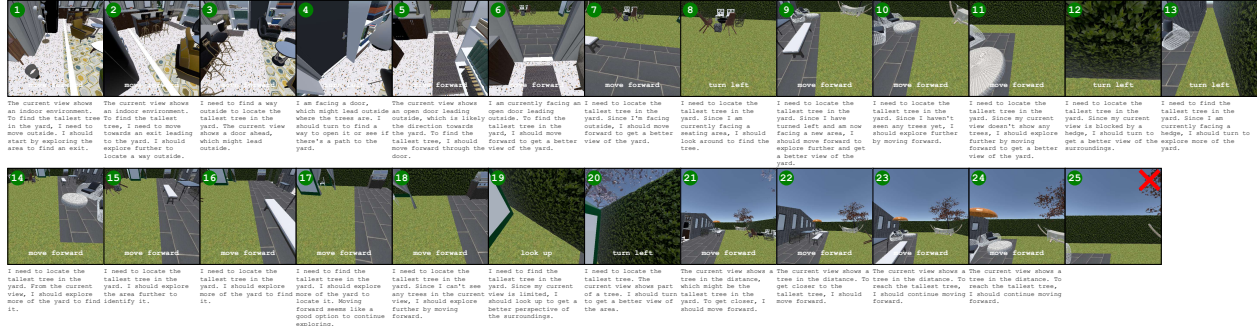 1
The current view shows
an indoor environment.
To find the tallest tree
in the yard, I need to
move outside. I should
start by exploring the
area to find an exit.
2
The current view shows
an indoor environment.
To find the tallest
tree, I need to move
towards an exit leading
to the yard. I should
explore further to
locate a way outside.
3
I need to find a way
outside to locate the
tallest tree in the
yard. The current view
shows a door ahead,
which might lead
outside.
4
I am facing a door,
which might lead outside
where the trees are. I
should turn to find a
way to open it or see if
there's a path to the
yard.
5
forward
The current view shows
an open door leading
outside, which is likely
the direction towards
the yard. To find the
tallest tree, I should
move forward through the
door.
6
forward
I am currently facing an
open door leading
outside. To find the
tallest tree in the
yard, I should move
forward to get a better
view of the yard.
7
move forward
I need to locate the
tallest tree in the
yard. Since I'm facing
outside, I should move
forward to get a better
view of the yard.
8
turn left
I need to locate the
tallest tree in the
yard. Since I am
currently facing a
seating area, I should
look around to find the
tree.
9
move forward
I need to locate the
tallest tree in the
yard. Since I have
turned left and am now
facing a new area, I
should move forward to
explore further and get
a better view of the
yard.
10
move forward
I need to locate the
tallest tree in the
garden. Since I haven't
seen any trees yet, I
should explore further
by moving forward.
11
move forward
I need to locate the
tallest tree in the
yard. Since my current
view doesn't show any
trees, I should explore
further by moving
forward to get a better
view of the yard.
12
turn left
I need to locate the
tallest tree in the
yard. Since my current
view is blocked by a
hedge, I should turn to
get a better view of the
surroundings.
13
turn left
I need to find the
tallest tree in the
yard. Since I am
currently facing a
hedge, I should turn to
explore more of the
yard.
14
move forward
I need to locate the
tallest tree in the
yard. From the current
view, I should explore
more of the yard to find
it.
15
move forward
I need to locate the
tallest tree in the
yard. I should explore
the area further to
identify it.
16
move forward
I need to locate the
tallest tree in the
yard. I should explore
more of the yard to find
it.
17
move forward
I need to find the
tallest tree in the
yard. I should explore
more of the yard to
locate it. Moving
forward seems like a
good option to continue
exploring.
18
move forward
I need to locate the
tallest tree in the
yard. Since I can't see
any trees in the current
view, I should explore
further by moving
forward.
19
look up
I need to find the
tallest tree in the
yard. Since my current
view is limited, I
should look up to get a
better perspective of
the surroundings.
20
turn left
I need to locate the
tallest tree. The
current view shows part
of a tree. I should turn
to get a better view of
the area.
21
move forward
The current view shows a
tree in the distance,
which might be the
tallest tree in the
yard. To get closer, I
should move forward.
22
move forward
The current view shows a
tree in the distance. To
get closer to the
tallest tree, I should
move forward.
23
move forward
The current view shows a
tree in the distance. To
reach the tallest tree,
I should continue moving
forward.
24
move forward
The current view shows a
tree in the distance. To
reach the tallest tree,
I should continue moving
forward.
25